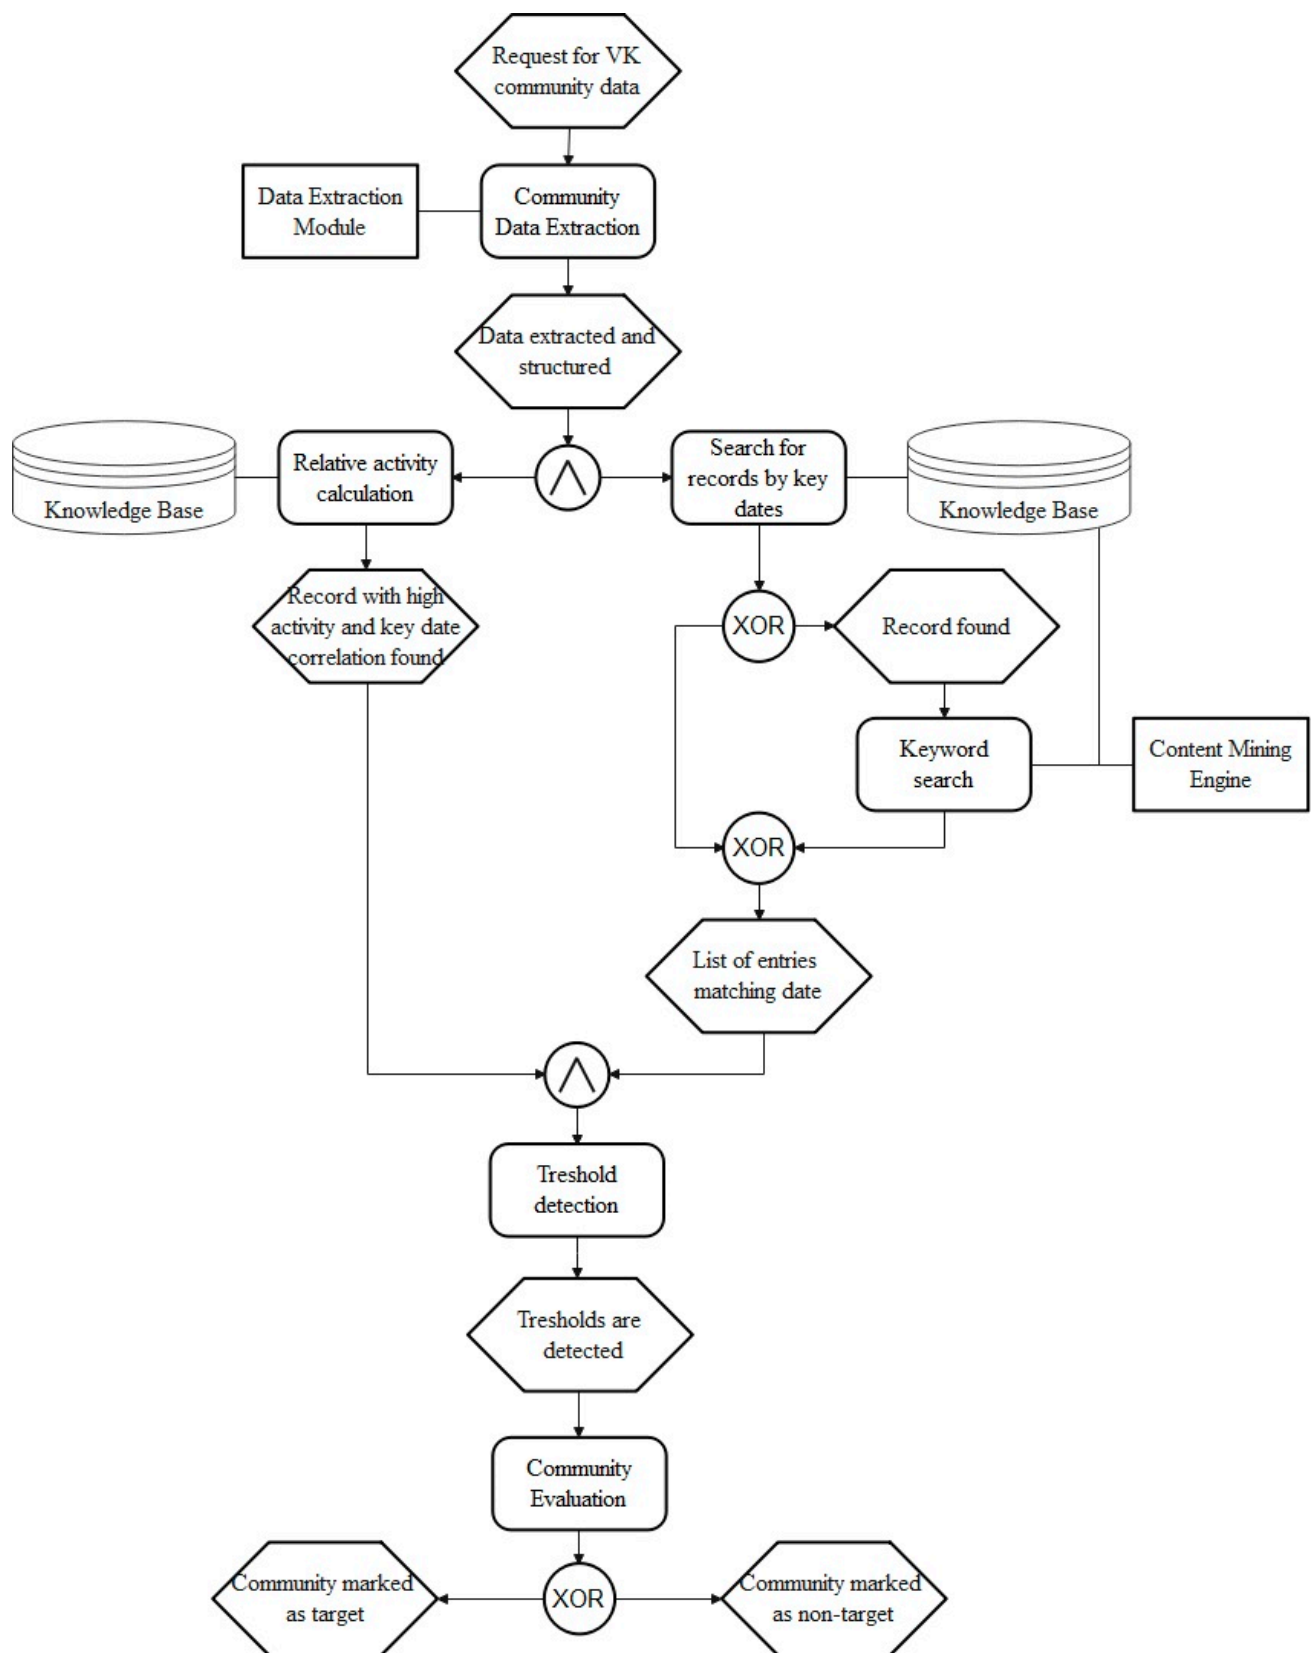 Request for VK
community data
Data Extraction
Module
Community
Data Extraction
Data extracted and
structured
Knowledge Base
Relative activity
calculation
Search for
records by key
dates
Knowledge Base
Record with high
activity and key date
correlation found
XOR
Record found
Keyword
search
Content Mining
Engine
XOR
List of entries
matching date
Treshold
detection
Tresholds are
detected
Community
Evaluation
Community marked
as target
XOR
Community marked
as non-target